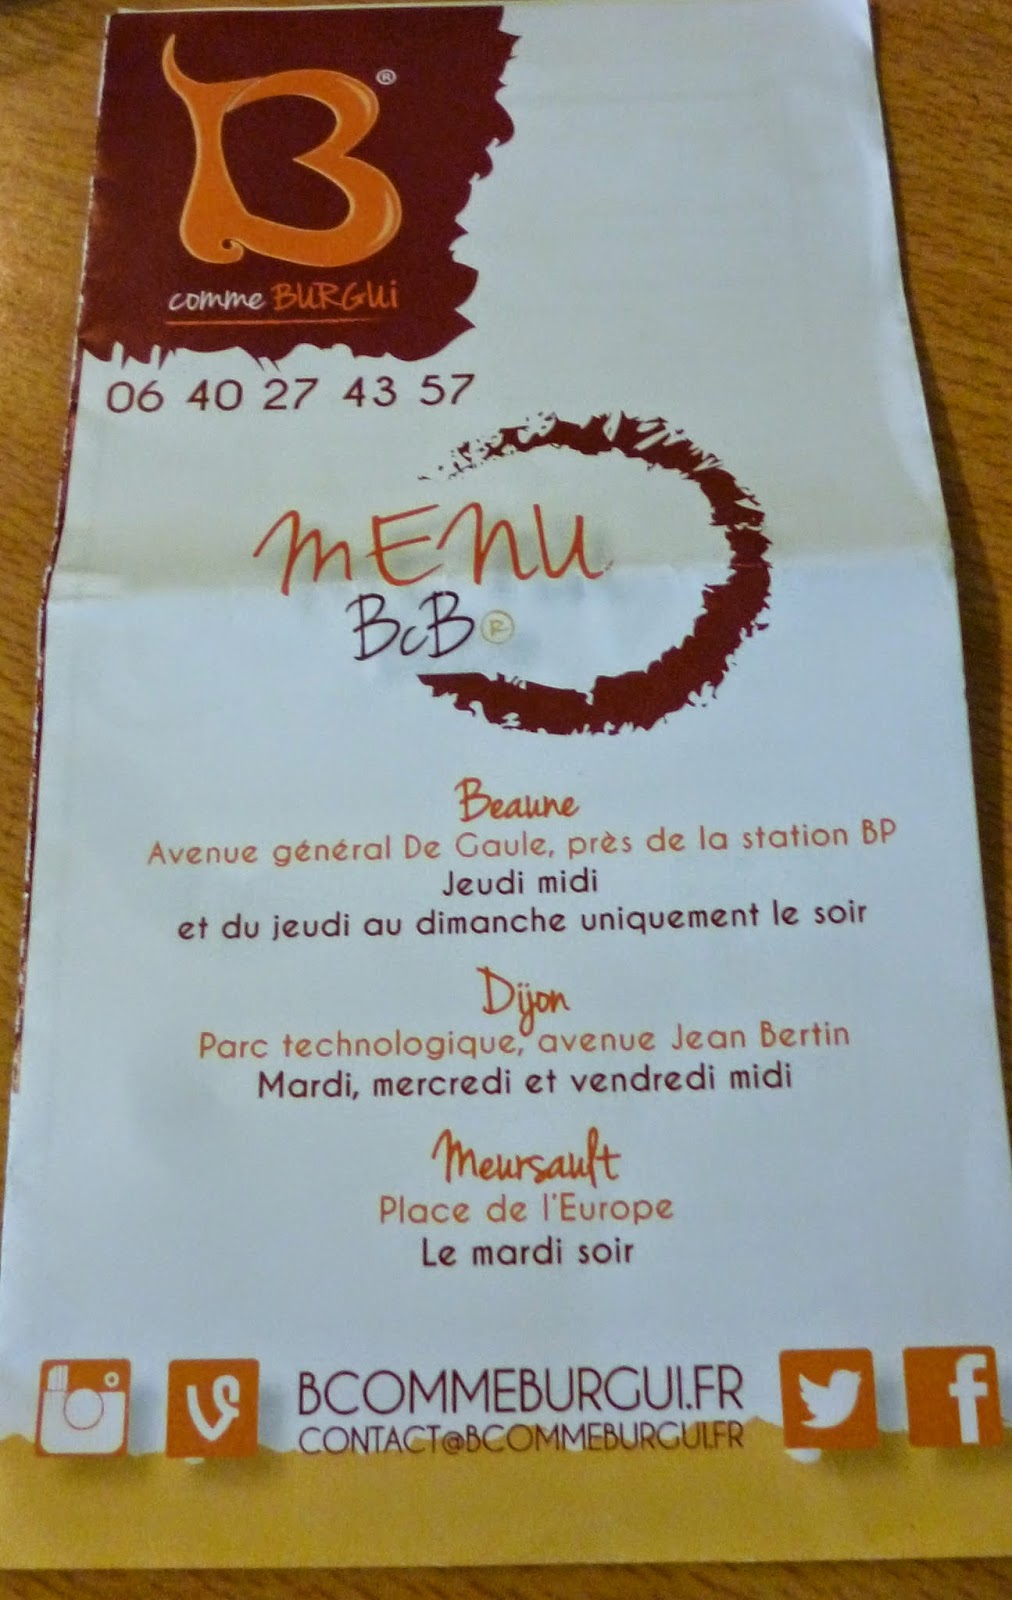 B®
comme BURGUi
06 40 27 43 57
MENU
BcB®
Beaune
Avenue général De Gaule, près de la station BP
Jeudi midi
et du jeudi au dimanche uniquement le soir
Dijon
Parc technologique, avenue Jean Bertin
Mardi, mercredi et vendredi midi
Meursault
Place de l'Europe
Le mardi soir
BCOMMEBURGUI.FR
CONTACT@BCOMMEBURGUI.FR